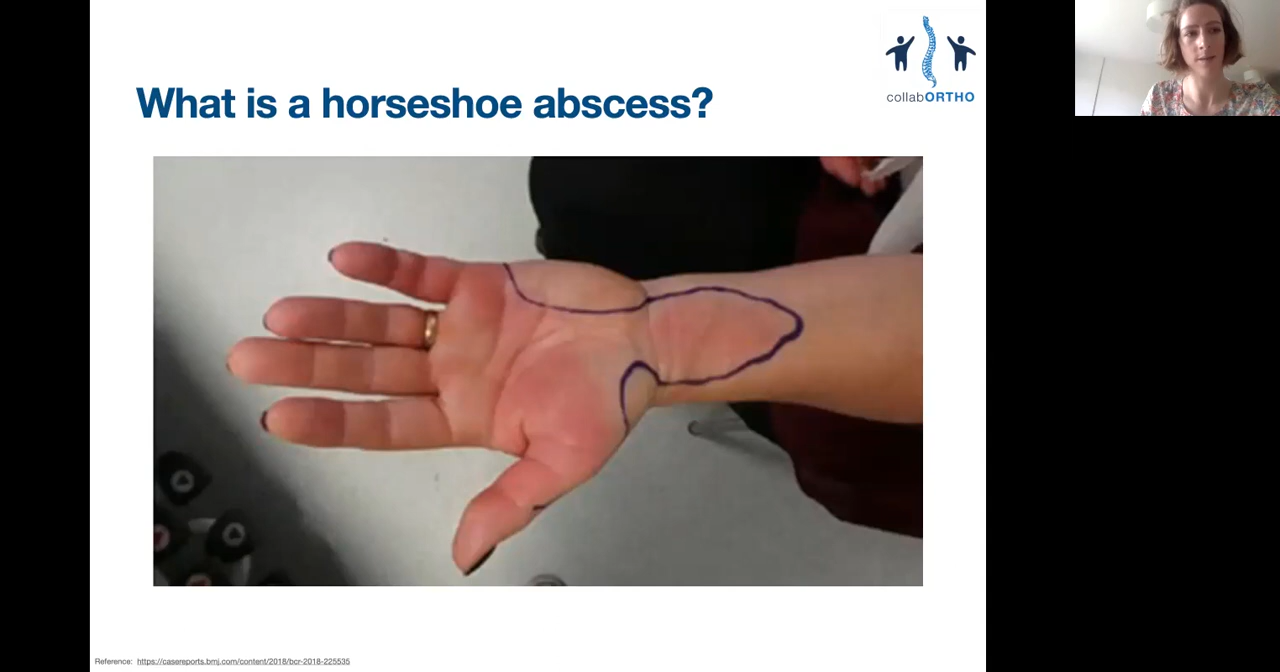 collabORTHO
What is a horseshoe abscess?
Reference: https://casereports.bmj.com/content/2018/bcr-2018-225535